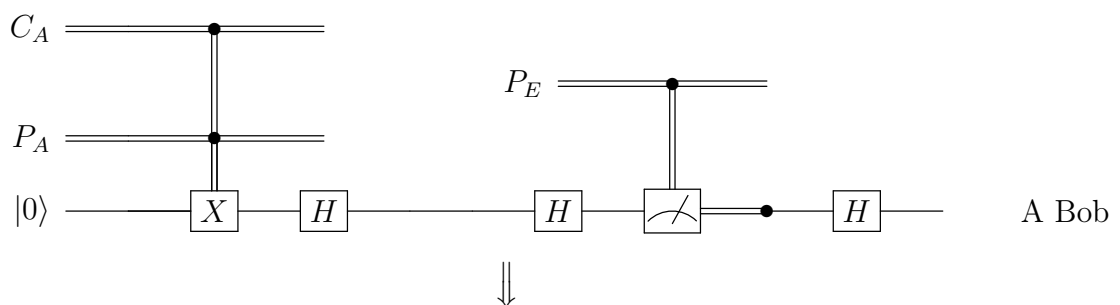 C_A
P_E
P_A
|0⟩ X H H H A Bob
⇓